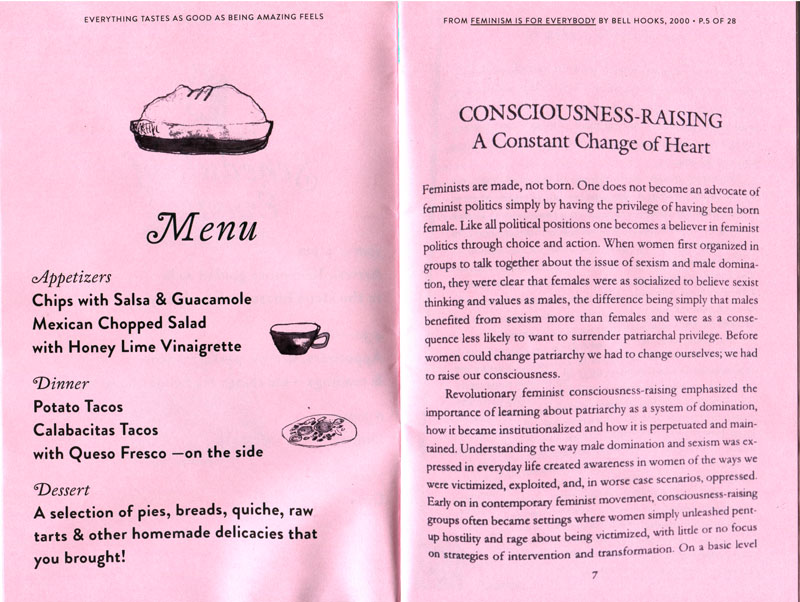 EVERYTHING TASTES AS GOOD AS BEING AMAZING FEELS
Menu
Appetizers
Chips with Salsa & Guacamole
Mexican Chopped Salad
with Honey Lime Vinaigrette
Dinner
Potato Tacos
Calabacitas Tacos
with Queso Fresco —on the side
Dessert
A selection of pies, breads, quiche, raw
tarts & other homemade delicacies that
you brought!
FROM FEMINISM IS FOR EVERYBODY BY BELL HOOKS, 2000 • P.5 OF 28
CONSCIOUSNESS-RAISING
A Constant Change of Heart
Feminists are made, not born. One does not become an advocate of
feminist politics simply by having the privilege of having been born
female. Like all political positions one becomes a believer in feminist
politics through choice and action. When women first organized in
groups to talk together about the issue of sexism and male domina-
tion, they were clear that females were as socialized to believe sexist
thinking and values as males, the difference being simply that males
benefited from sexism more than females and were as a conse-
quence less likely to want to surrender patriarchal privilege. Before
women could change patriarchy we had to change ourselves; we had
to raise our consciousness.
Revolutionary feminist consciousness-raising emphasized the
importance of learning about patriarchy as a system of domination,
how it became institutionalized and how it is perpetuated and main-
tained. Understanding the way male domination and sexism was ex-
pressed in everyday life created awareness in women of the ways we
were victimized, exploited, and, in worse case scenarios, oppressed.
Early on in contemporary feminist movement, consciousness-raising
groups often became settings where women simply unleashed pent-
up hostility and rage about being victimized, with little or no focus
on strategies of intervention and transformation. On a basic level
7